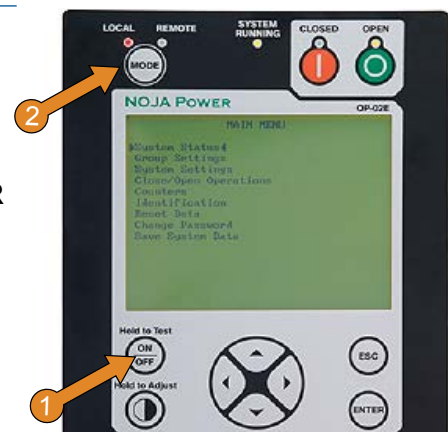 LOCAL REMOTE SYSTEM RUNNING CLOSED OPEN
MODE
2
NOJA POWER
OP-02E
MAIN MENU
System Status
Group Settings
System Settings
Close/Open Operations
Counters
Identification
Reset Data
Change Password
Save System Data
R
Hold to Test
ON
OFF
ESC
1
Hold to Adjust
ENTER